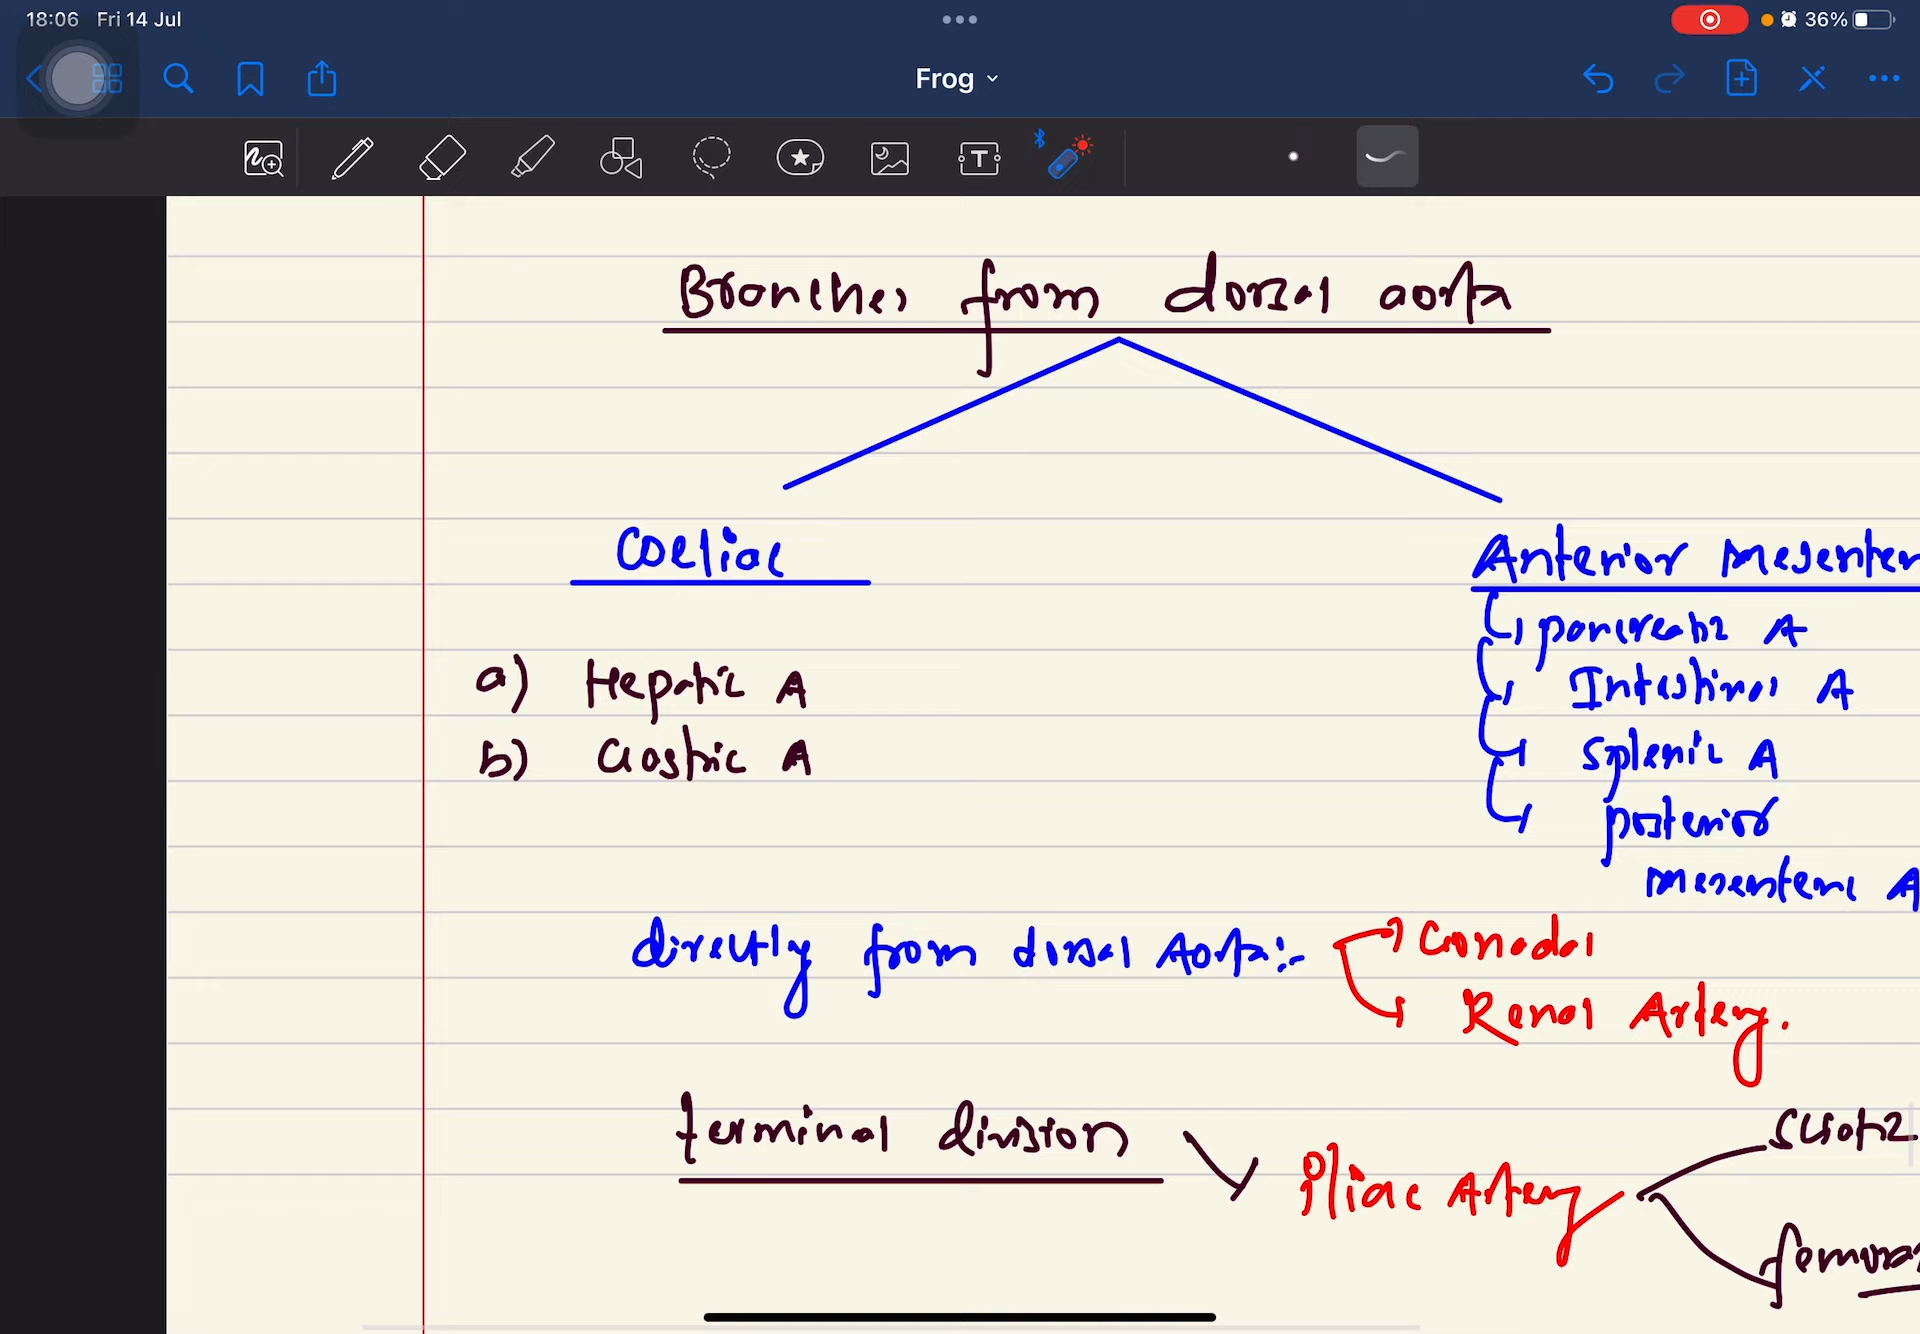 18:06 Fri 14 Jul
36%
Frog
T
Branches from dorsal aorta
Coeliac
Anterior mesenter
pancreatic A
a) Hepatic A
Intestinal A
b) Gastric A
Splenic A
posterior
mesenteric A
directly from dorsal Aorta:-
Gonadal
Renal Artery.
terminal division
Sciatic
iliac Artery
femoral